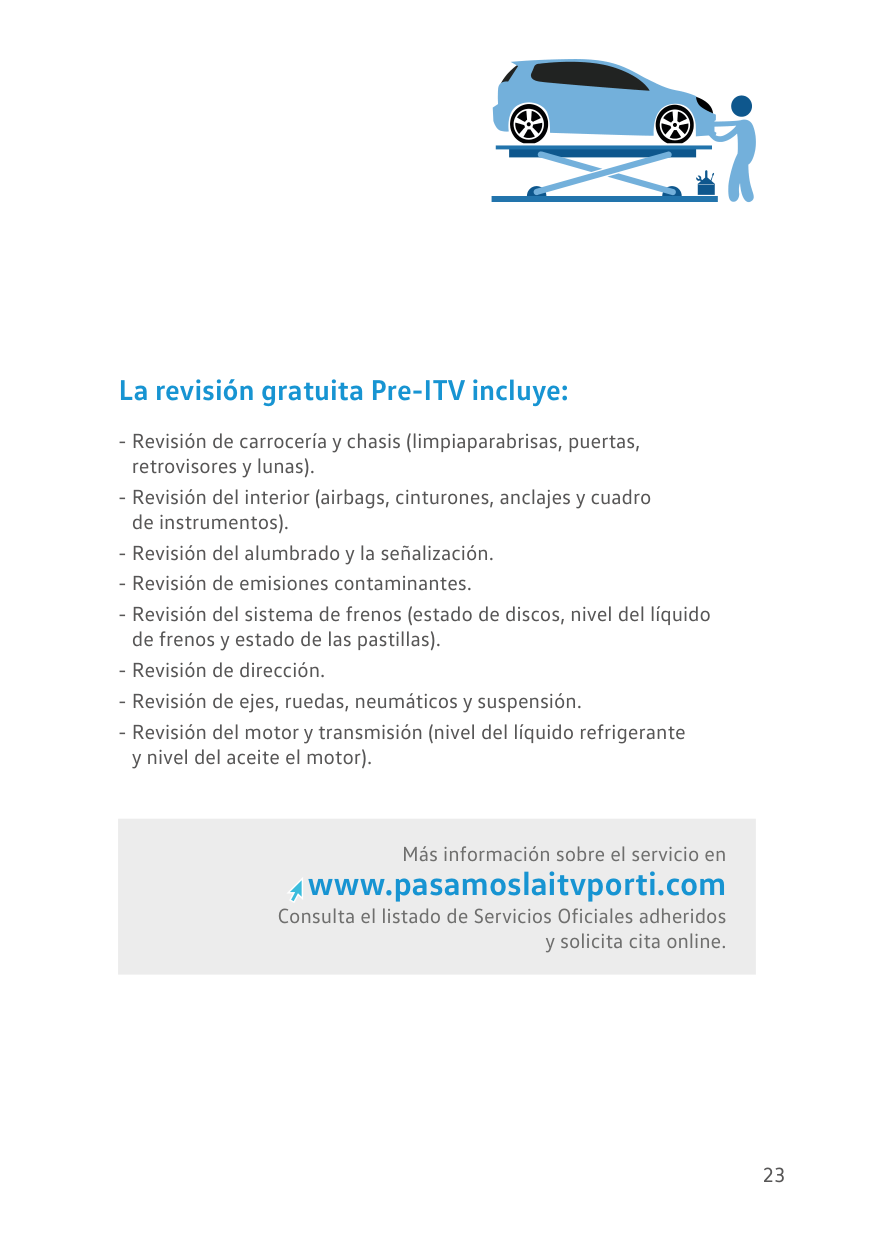 La revisión gratuita Pre-ITV incluye:
- Revisión de carrocería y chasis (limpiaparabrisas, puertas,
retrovisores y lunas).
- Revisión del interior (airbags, cinturones, anclajes y cuadro
de instrumentos).
- Revisión del alumbrado y la señalización.
- Revisión de emisiones contaminantes.
- Revisión del sistema de frenos (estado de discos, nivel del líquido
de frenos y estado de las pastillas).
- Revisión de dirección.
- Revisión de ejes, ruedas, neumáticos y suspensión.
- Revisión del motor y transmisión (nivel del líquido refrigerante
y nivel del aceite el motor).
Más información sobre el servicio en
www.pasamoslaitvporti.com
Consulta el listado de Servicios Oficiales adheridos
y solicita cita online.
23